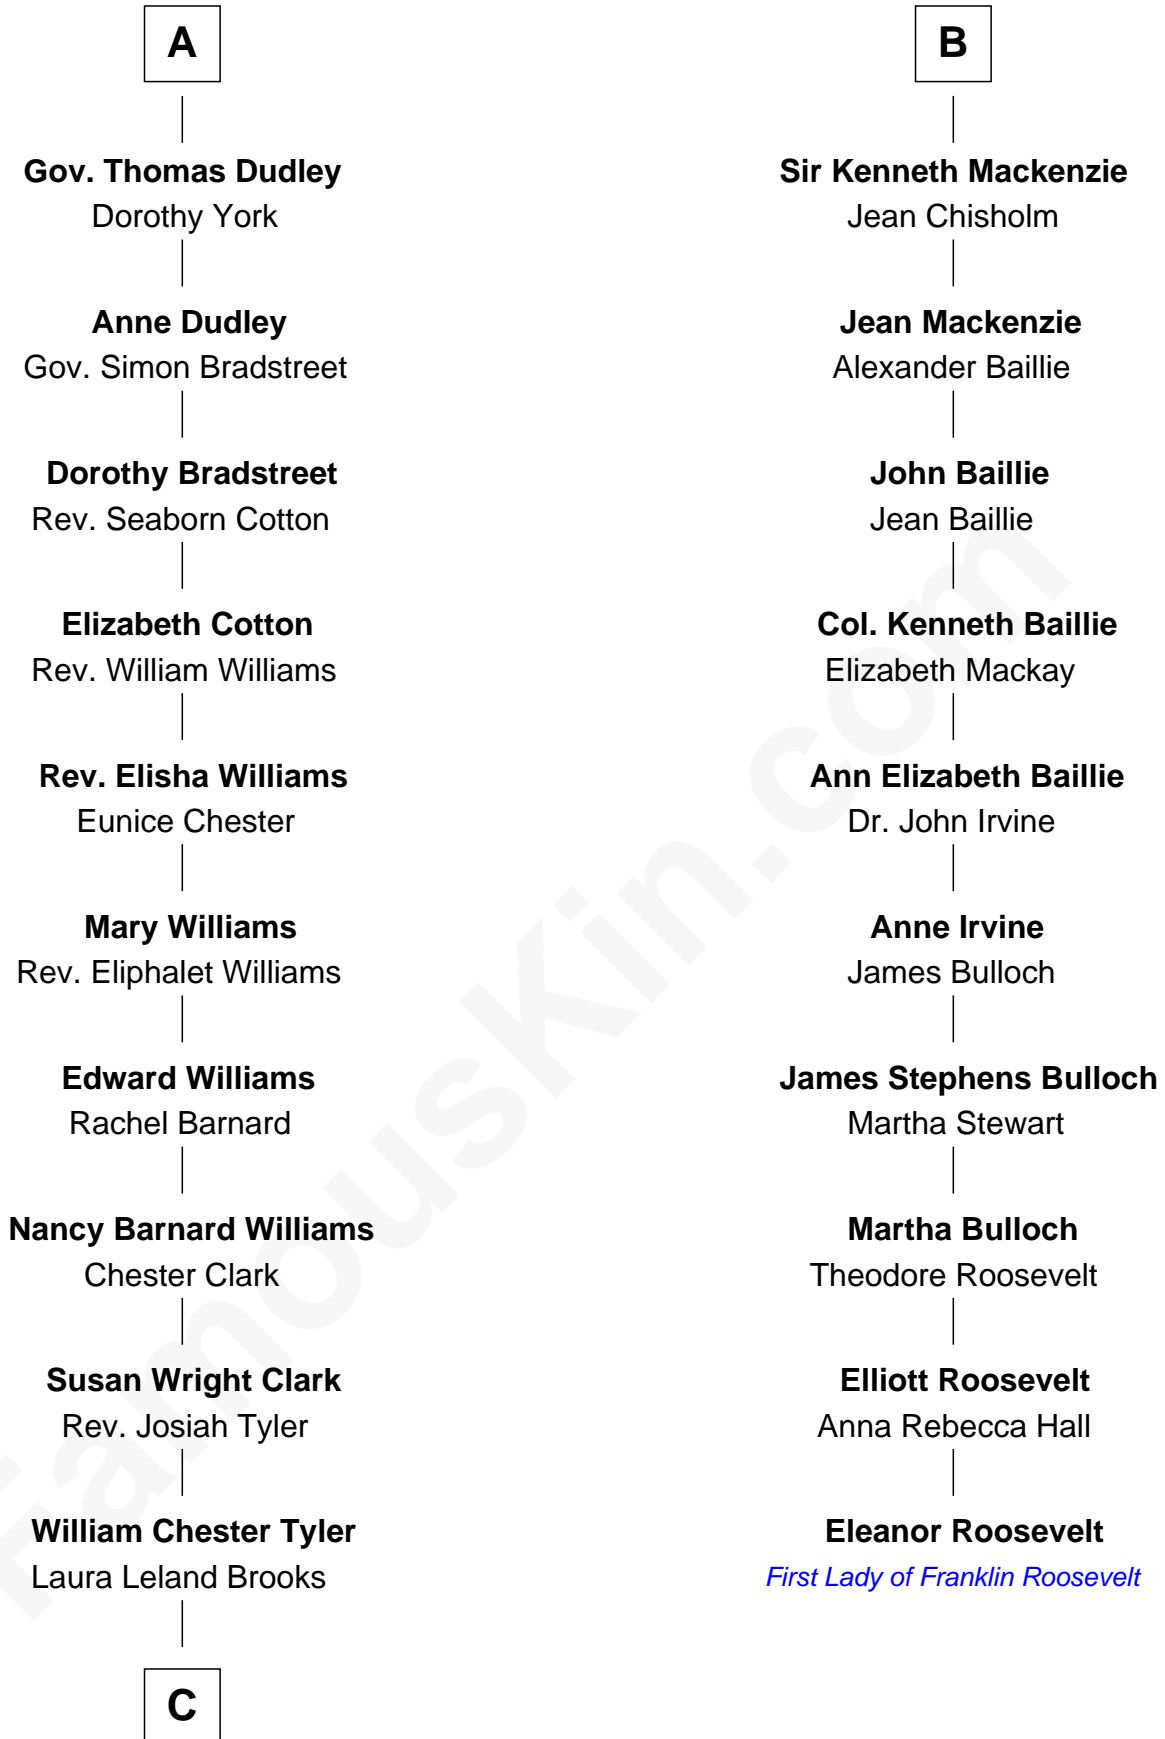 A
Gov. Thomas Dudley
Dorothy York
Anne Dudley
Gov. Simon Bradstreet
Dorothy Bradstreet
Rev. Seaborn Cotton
Elizabeth Cotton
Rev. William Williams
Rev. Elisha Williams
Eunice Chester
Mary Williams
Rev. Eliphalet Williams
Edward Williams
Rachel Barnard
Nancy Barnard Williams
Chester Clark
Susan Wright Clark
Rev. Josiah Tyler
William Chester Tyler
Laura Leland Brooks
C
B
Sir Kenneth Mackenzie
Jean Chisholm
Jean Mackenzie
Alexander Baillie
John Baillie
Jean Baillie
Col. Kenneth Baillie
Elizabeth Mackay
Ann Elizabeth Baillie
Dr. John Irvine
Anne Irvine
James Bulloch
James Stephens Bulloch
Martha Stewart
Martha Bulloch
Theodore Roosevelt
Elliott Roosevelt
Anna Rebecca Hall
Eleanor Roosevelt
First Lady of Franklin Roosevelt
FamousKin.com